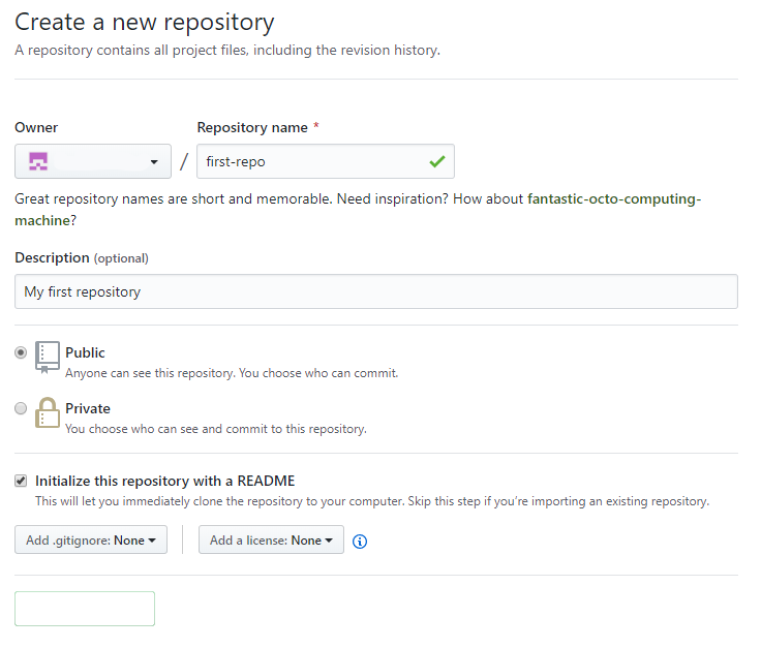 Create a new repository
A repository contains all project files, including the revision history.
Owner
Repository name *
/
first-repo
Great repository names are short and memorable. Need inspiration? How about fantastic-octo-computing-
machine?
Description (optional)
My first repository
Public
Anyone can see this repository. You choose who can commit.
Private
You choose who can see and commit to this repository.
Initialize this repository with a README
This will let you immediately clone the repository to your computer. Skip this step if you're importing an existing repository.
Add .gitignore: None
Add a license: None